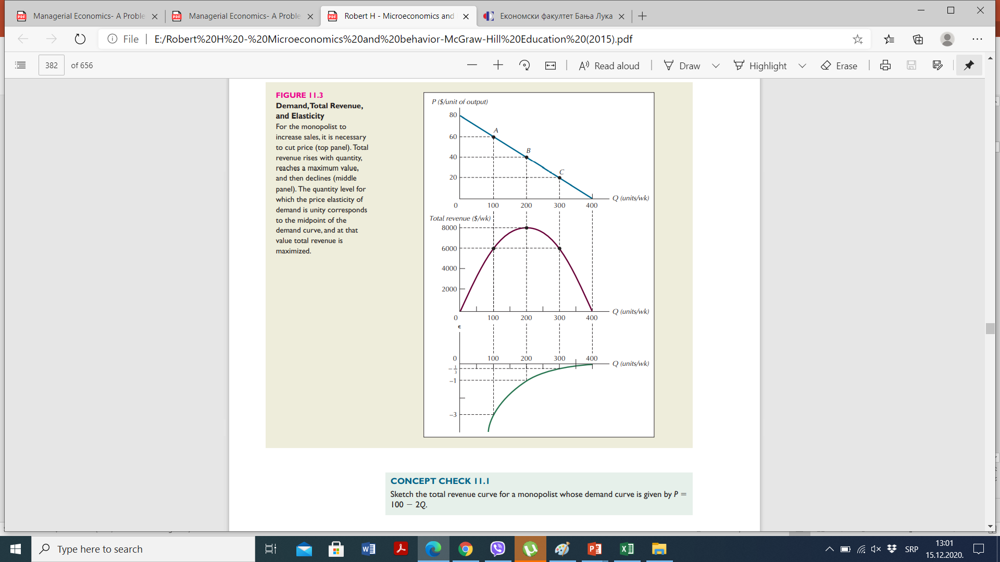 Managerial Economics- A Proble
Managerial Economics- A Proble
Robert H - Microeconomics and
Економски факултет Бања Лука
File
E:/Robert%20H%20-%20Microeconomics%20and%20behavior-McGraw-Hill%20Education%20(2015).pdf
382 of 656
Read aloud
Draw
Highlight
Erase
FIGURE 11.3
Demand, Total Revenue,
and Elasticity
For the monopolist to
increase sales, it is necessary
to cut price (top panel). Total
revenue rises with quantity,
reaches a maximum value,
and then declines (middle
panel). The quantity level for
which the price elasticity of
demand is unity corresponds
to the midpoint of the
demand curve, and at that
value total revenue is
maximized.
P ($/unit of output)
80
60
40
20
0
A
B
C
100 200 300 400
Q (units/wk)
Total revenue ($/wk)
8000
6000
4000
2000
0
100 200 300 400
Q (units/wk)
ϵ
0
100 200 300 400
Q (units/wk)
−1/3
−1
−3
CONCEPT CHECK 11.1
Sketch the total revenue curve for a monopolist whose demand curve is given by P =
100 − 2Q.
Type here to search
SRP
13:01
15.12.2020.